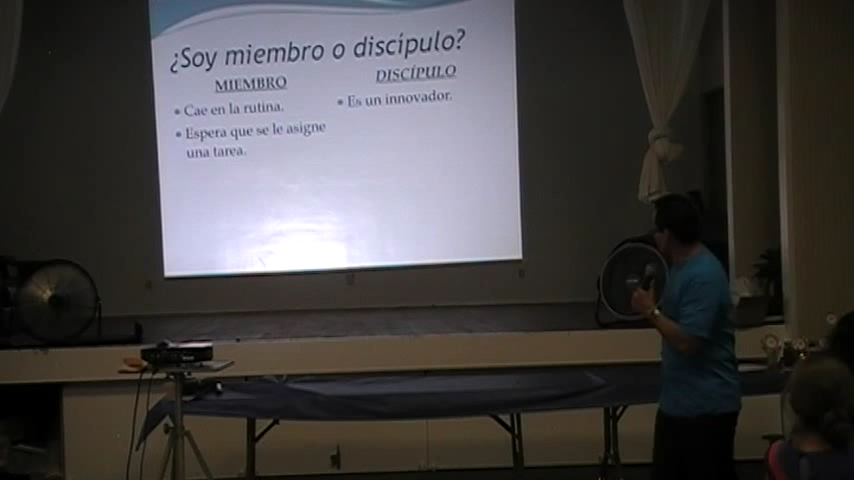 ¿Soy miembro o discípulo?
MIEMBRO
• Cae en la rutina.
• Espera que se le asigne
una tarea.
DISCÍPULO
• Es un innovador.